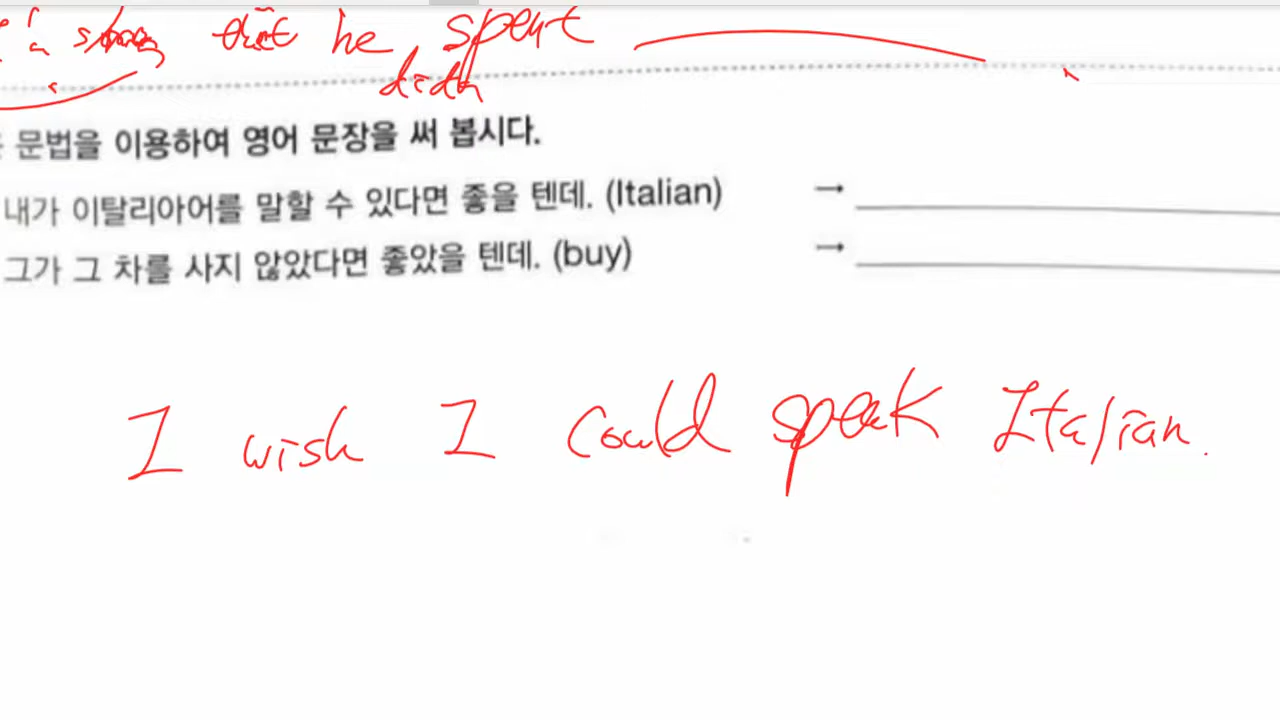 that he spent
문법을 이용하여 영어 문장을 써 봅시다.
내가 이탈리아어를 말할 수 있다면 좋을 텐데. (Italian) →
그가 그 차를 사지 않았다면 좋았을 텐데. (buy) →
I wish I could speak Italian.